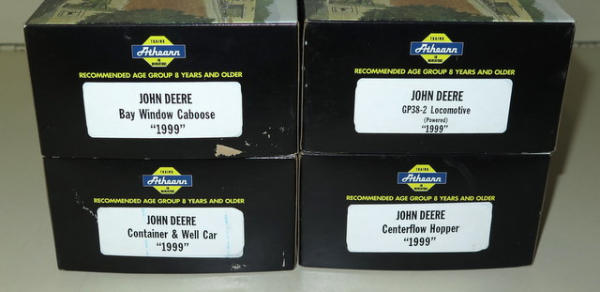 TRAINS
Athearn
IN MINIATURE
RECOMMENDED AGE GROUP 8 YEARS AND OLDER
JOHN DEERE
Bay Window Caboose
"1999"
TRAINS
Athearn
IN MINIATURE
RECOMMENDED AGE GROUP 8 YEARS AND OLDER
JOHN DEERE
GP38-2 Locomotive
(Powered)
"1999"
TRAINS
Athearn
IN MINIATURE
RECOMMENDED AGE GROUP 8 YEARS AND OLDER
JOHN DEERE
Container & Well Car
"1999"
TRAINS
Athearn
IN MINIATURE
RECOMMENDED AGE GROUP 8 YEARS AND OLDER
JOHN DEERE
Centerflow Hopper
"1999"